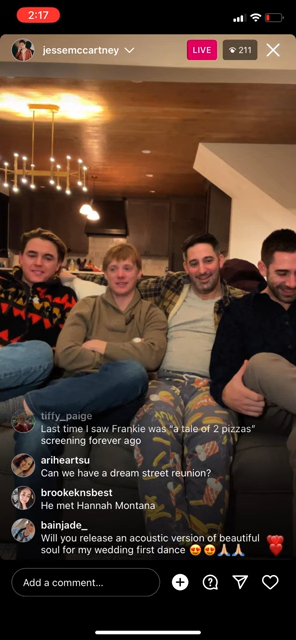 2:17
jessemccartney
LIVE
211
tiffy_paige
Last time I saw Frankie was "a tale of 2 pizzas"
screening forever ago
ariheartsu
Can we have a dream street reunion?
brookeknsbest
He met Hannah Montana
bainjade_
Will you release an acoustic version of beautiful
soul for my wedding first dance 😍😍🙏🙏
Add a comment...